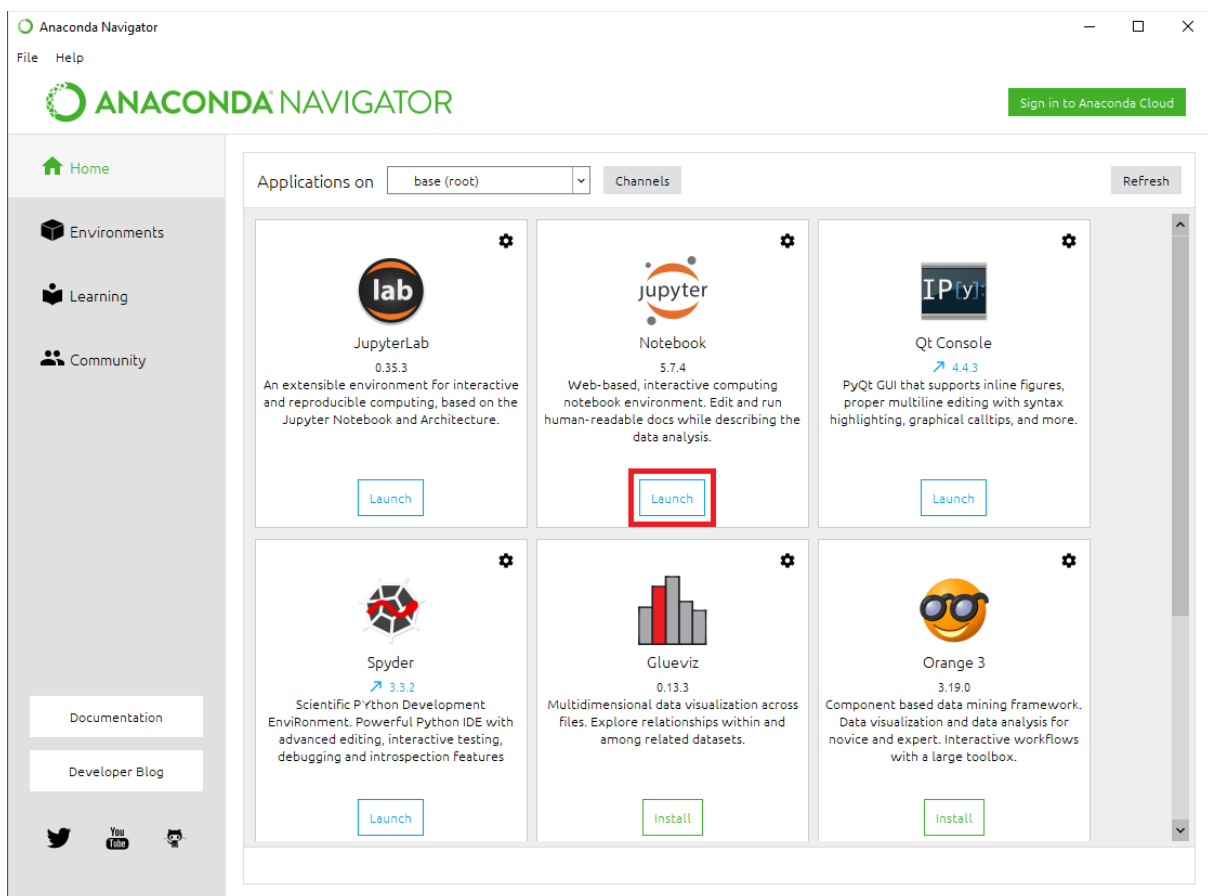 Anaconda Navigator
File Help
ANACONDA NAVIGATOR
Sign in to Anaconda Cloud
Home
Environments
Learning
Community
Documentation
Developer Blog
You
Tube
Applications on base (root) Channels Refresh
lab
JupyterLab
0.35.3
An extensible environment for interactive
and reproducible computing, based on the
Jupyter Notebook and Architecture.
Launch
jupyter
Notebook
5.7.4
Web-based, interactive computing
notebook environment. Edit and run
human-readable docs while describing the
data analysis.
Launch
IP[y]:
Qt Console
4.4.3
PyQt GUI that supports inline figures,
proper multiline editing with syntax
highlighting, graphical calltips, and more.
Launch
Spyder
3.3.2
Scientific PYthon Development
EnviRonment. Powerful Python IDE with
advanced editing, interactive testing,
debugging and introspection features
Launch
Glueviz
0.13.3
Multidimensional data visualization across
files. Explore relationships within and
among related datasets.
Install
Orange 3
3.19.0
Component based data mining framework.
Data visualization and data analysis for
novice and expert. Interactive workflows
with a large toolbox.
Install